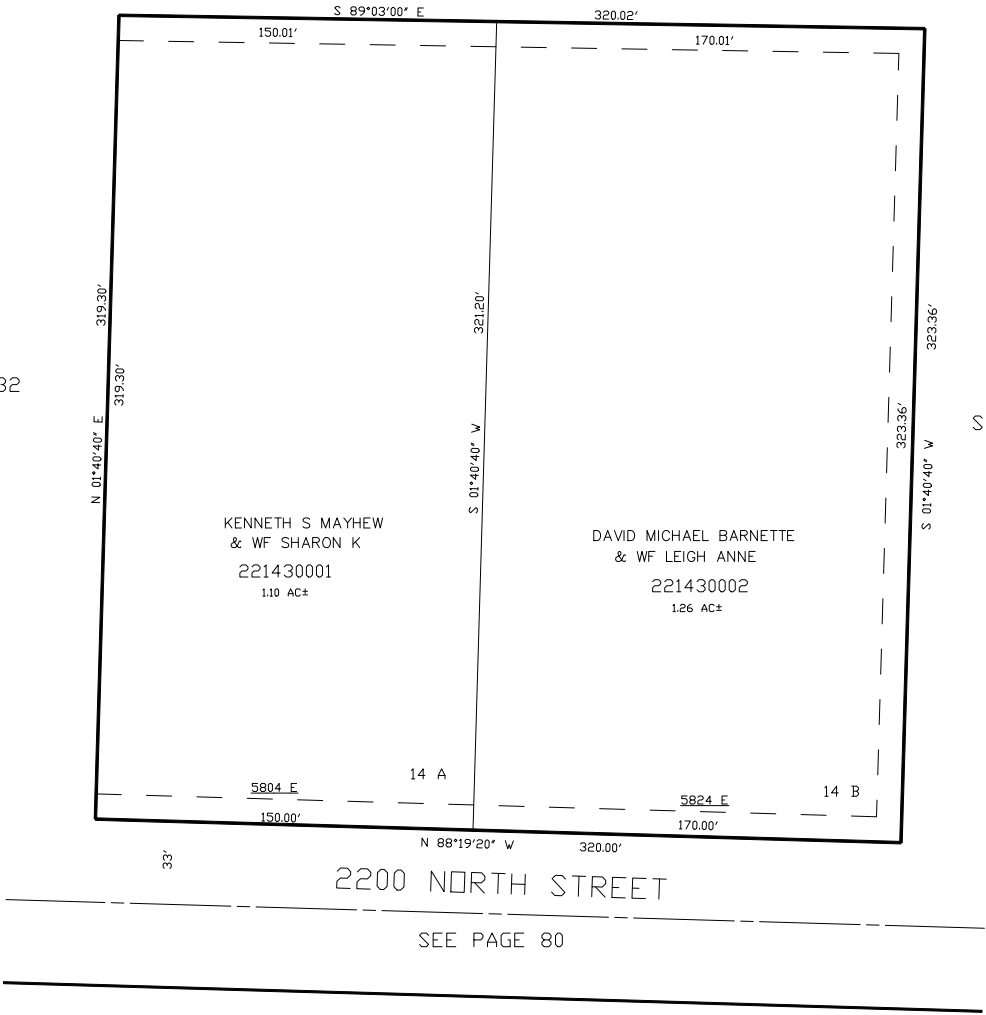 S 89°03'00" E
320.02'
150.01'
170.01'
319.30'
319.30'
N 01°40'40" E
321.20'
S 01°40'40" W
323.36'
323.36'
S 01°40'40" W
32
S
KENNETH S MAYHEW
& WF SHARON K
221430001
1.10 AC±
DAVID MICHAEL BARNETTE
& WF LEIGH ANNE
221430002
1.26 AC±
14 A
5804 E
150.00'
14 B
5824 E
170.00'
N 88°19'20" W
320.00'
33'
2200 NORTH STREET
SEE PAGE 80